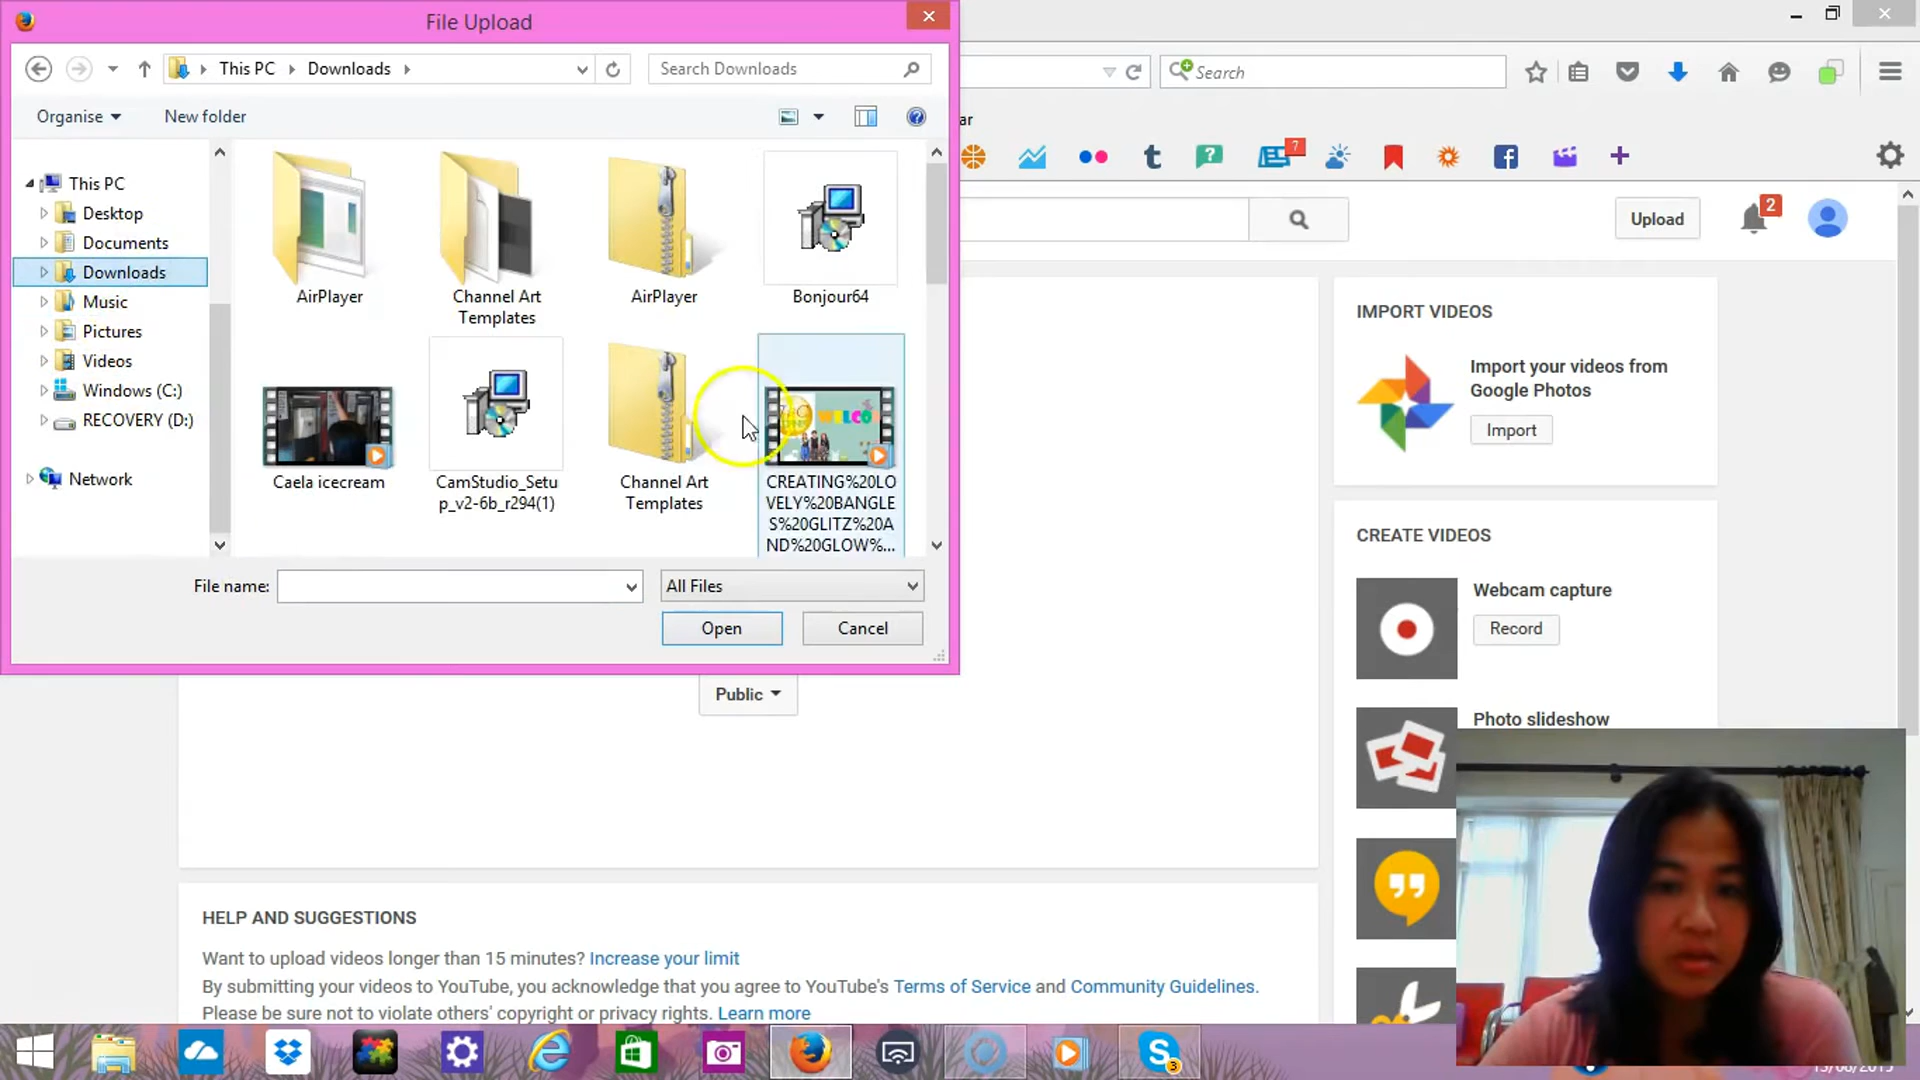 File Upload
This PC
Downloads
Search Downloads
Search
Organise
New folder
ar
7
This PC
Desktop
Documents
Downloads
Music
Pictures
Videos
Windows (C:)
RECOVERY (D:)
Network
AirPlayer
Channel Art
Templates
AirPlayer
Bonjour64
Caela icecream
CamStudio_Setu
p_v2-6b_r294(1)
Channel Art
Templates
CREATING%20LO
VELY%20BANGLE
S%20GLITZ%20A
ND%20GLOW%...
File name:
All Files
Open
Cancel
Upload
2
IMPORT VIDEOS
Import your videos from
Google Photos
Import
CREATE VIDEOS
Webcam capture
Record
Photo slideshow
Public
HELP AND SUGGESTIONS
Want to upload videos longer than 15 minutes? Increase your limit
By submitting your videos to YouTube, you acknowledge that you agree to YouTube's Terms of Service and Community Guidelines.
Please be sure not to violate others' copyright or privacy rights. Learn more
3